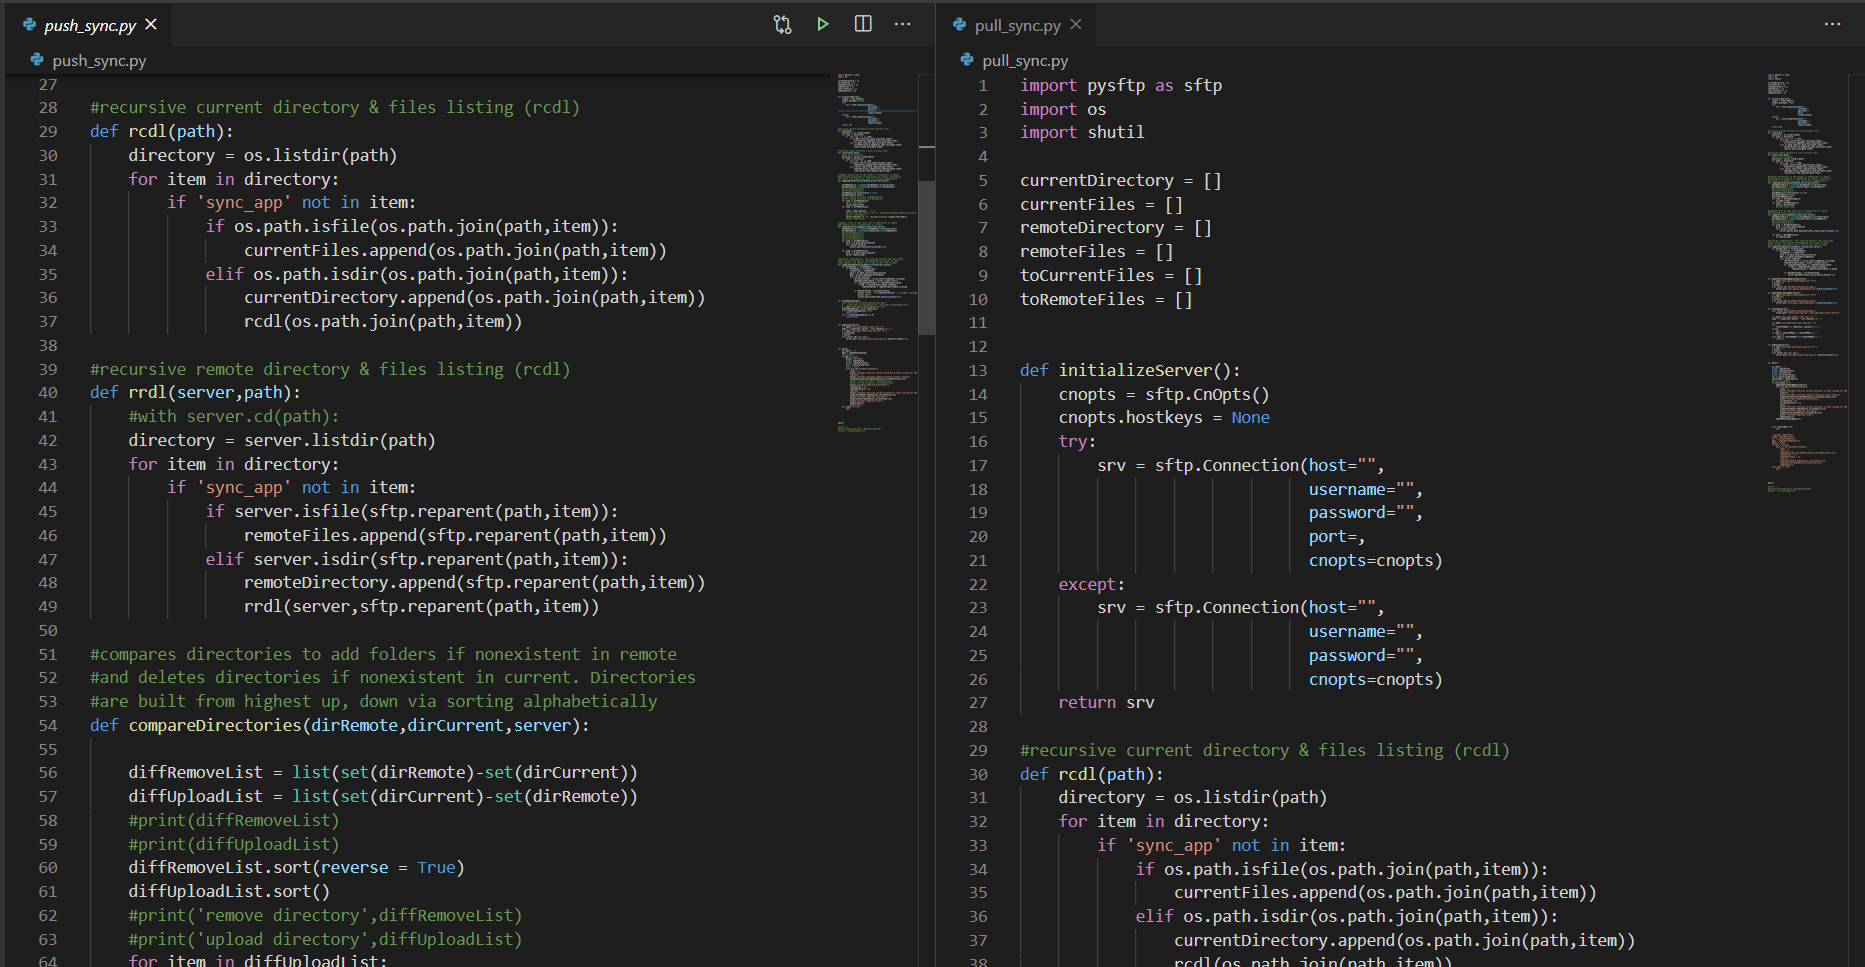 push_sync.py
push_sync.py
27
28 #recursive current directory & files listing (rcdl)
29 def rcdl(path):
30     directory = os.listdir(path)
31     for item in directory:
32         if 'sync_app' not in item:
33             if os.path.isfile(os.path.join(path,item)):
34                 currentFiles.append(os.path.join(path,item))
35             elif os.path.isdir(os.path.join(path,item)):
36                 currentDirectory.append(os.path.join(path,item))
37                 rcdl(os.path.join(path,item))
38
39 #recursive remote directory & files listing (rcdl)
40 def rrdl(server,path):
41     #with server.cd(path):
42     directory = server.listdir(path)
43     for item in directory:
44         if 'sync_app' not in item:
45             if server.isfile(sftp.reparent(path,item)):
46                 remoteFiles.append(sftp.reparent(path,item))
47             elif server.isdir(sftp.reparent(path,item)):
48                 remoteDirectory.append(sftp.reparent(path,item))
49                 rrdl(server,sftp.reparent(path,item))
50
51 #compares directories to add folders if nonexistent in remote
52 #and deletes directories if nonexistent in current. Directories
53 #are built from highest up, down via sorting alphabetically
54 def compareDirectories(dirRemote,dirCurrent,server):
55
56     diffRemoveList = list(set(dirRemote)-set(dirCurrent))
57     diffUploadList = list(set(dirCurrent)-set(dirRemote))
58     #print(diffRemoveList)
59     #print(diffUploadList)
60     diffRemoveList.sort(reverse = True)
61     diffUploadList.sort()
62     #print('remove directory',diffRemoveList)
63     #print('upload directory',diffUploadList)
64     for item in diffUploadList:
pull_sync.py
pull_sync.py
1 import pysftp as sftp
2 import os
3 import shutil
4
5 currentDirectory = []
6 currentFiles = []
7 remoteDirectory = []
8 remoteFiles = []
9 toCurrentFiles = []
10 toRemoteFiles = []
11
12
13 def initializeServer():
14     cnopts = sftp.CnOpts()
15     cnopts.hostkeys = None
16     try:
17         srv = sftp.Connection(host="",
18                               username="",
19                               password="",
20                               port=,
21                               cnopts=cnopts)
22     except:
23         srv = sftp.Connection(host="",
24                               username="",
25                               password="",
26                               cnopts=cnopts)
27     return srv
28
29 #recursive current directory & files listing (rcdl)
30 def rcdl(path):
31     directory = os.listdir(path)
32     for item in directory:
33         if 'sync_app' not in item:
34             if os.path.isfile(os.path.join(path,item)):
35                 currentFiles.append(os.path.join(path,item))
36             elif os.path.isdir(os.path.join(path,item)):
37                 currentDirectory.append(os.path.join(path,item))
38                 rcdl(os.path.join(path,item))